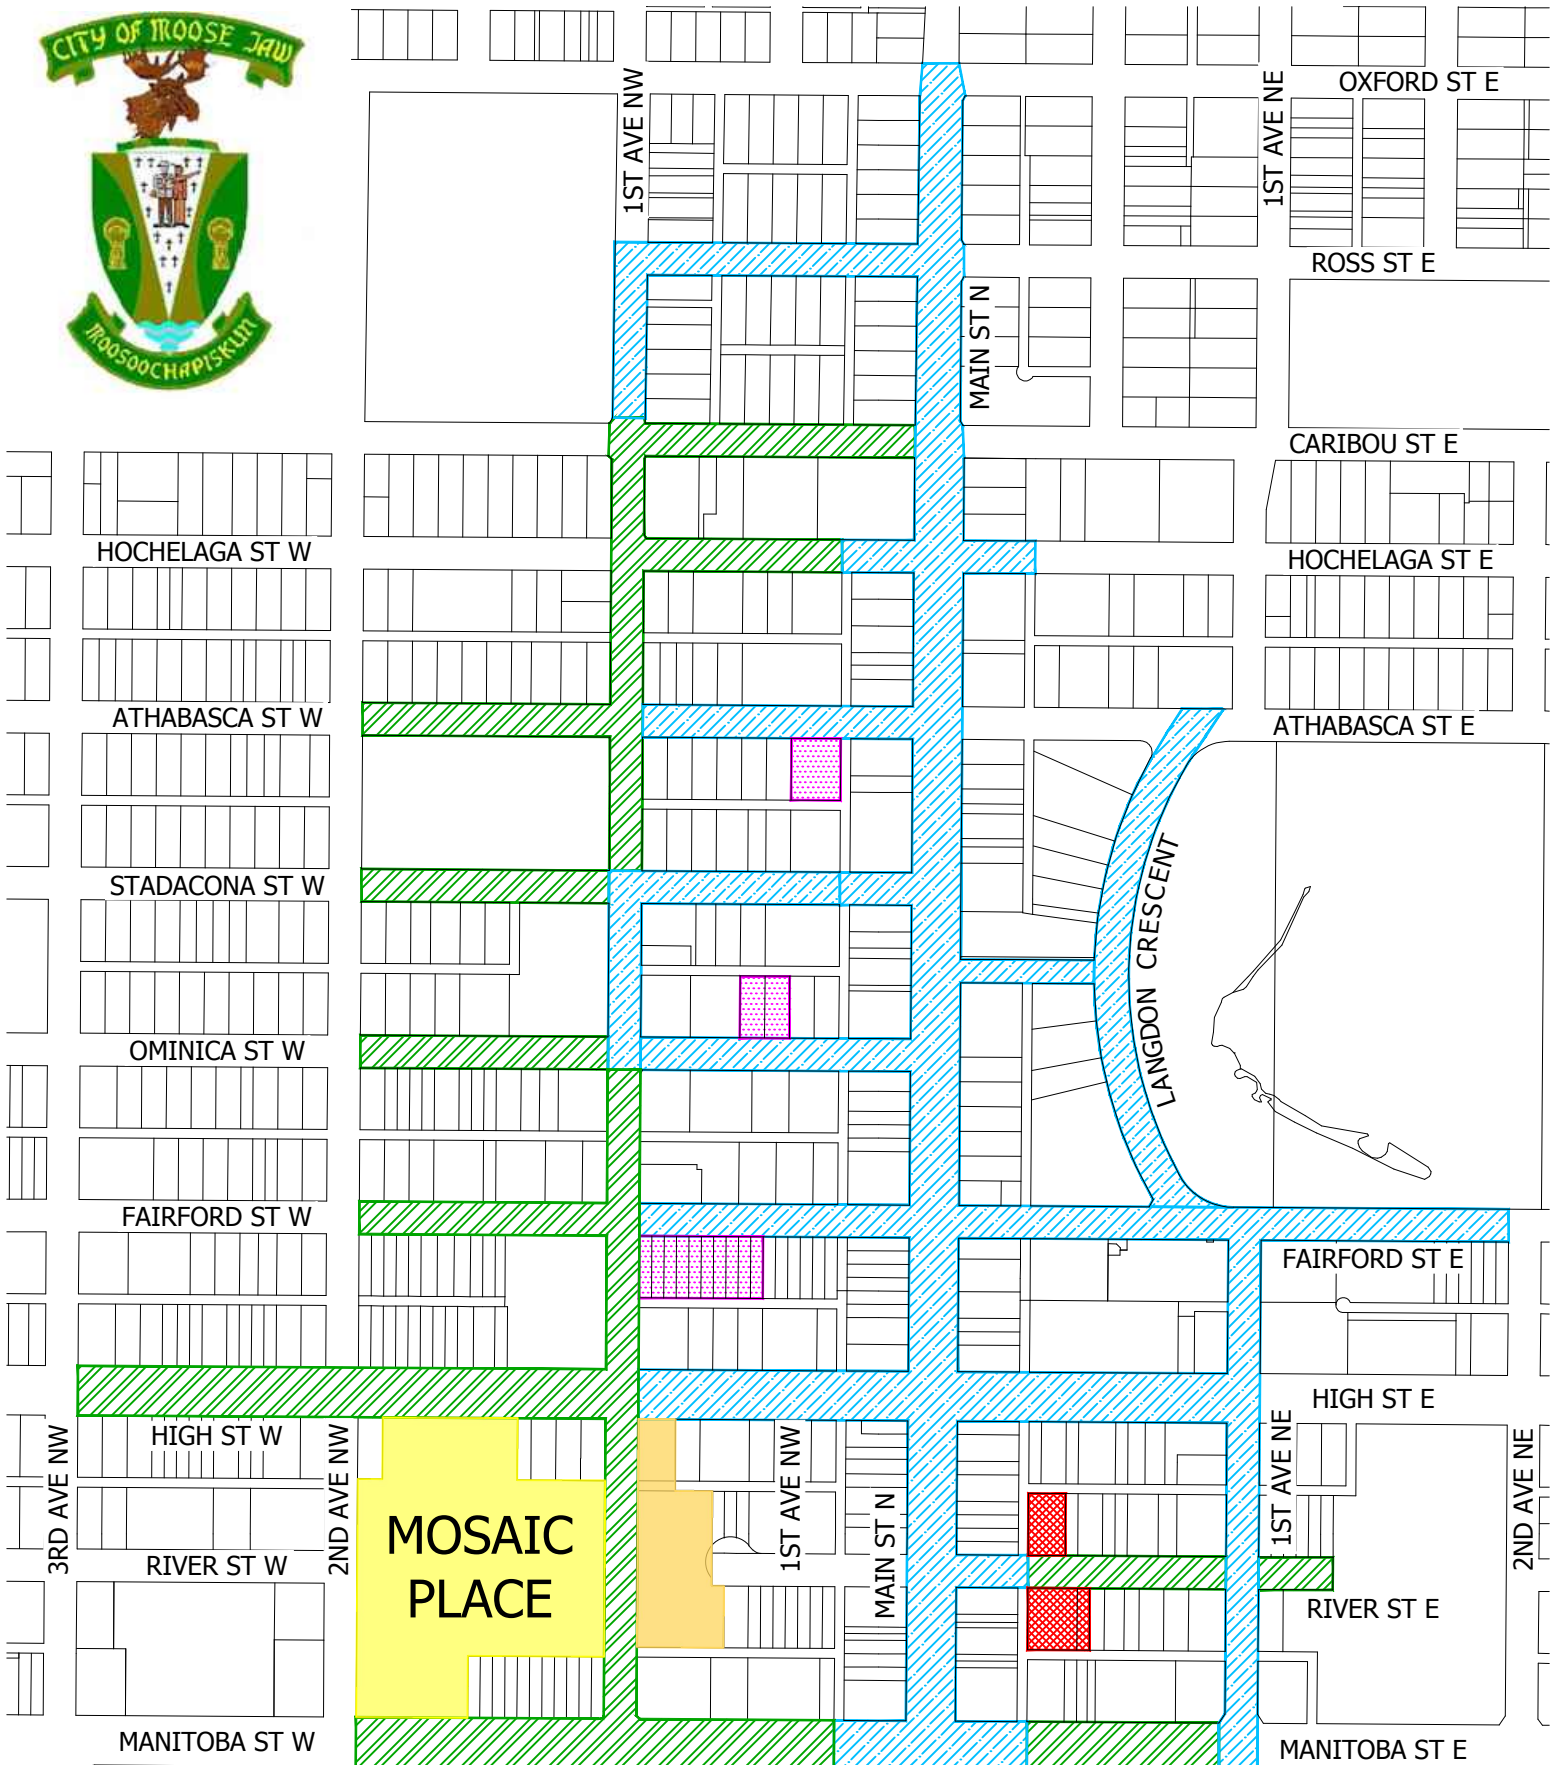 CITY OF MOOSE JAW
MOOSOOCHAPISKUN
1ST AVE NW
1ST AVE NE
OXFORD ST E
ROSS ST E
MAIN ST N
CARIBOU ST E
HOCHELAGA ST W
HOCHELAGA ST E
ATHABASCA ST W
ATHABASCA ST E
STADACONA ST W
LANGDON CRESCENT
OMINICA ST W
FAIRFORD ST W
FAIRFORD ST E
HIGH ST E
HIGH ST W
3RD AVE NW
2ND AVE NW
MOSAIC
PLACE
1ST AVE NW
MAIN ST N
1ST AVE NE
2ND AVE NE
RIVER ST W
RIVER ST E
MANITOBA ST W
MANITOBA ST E